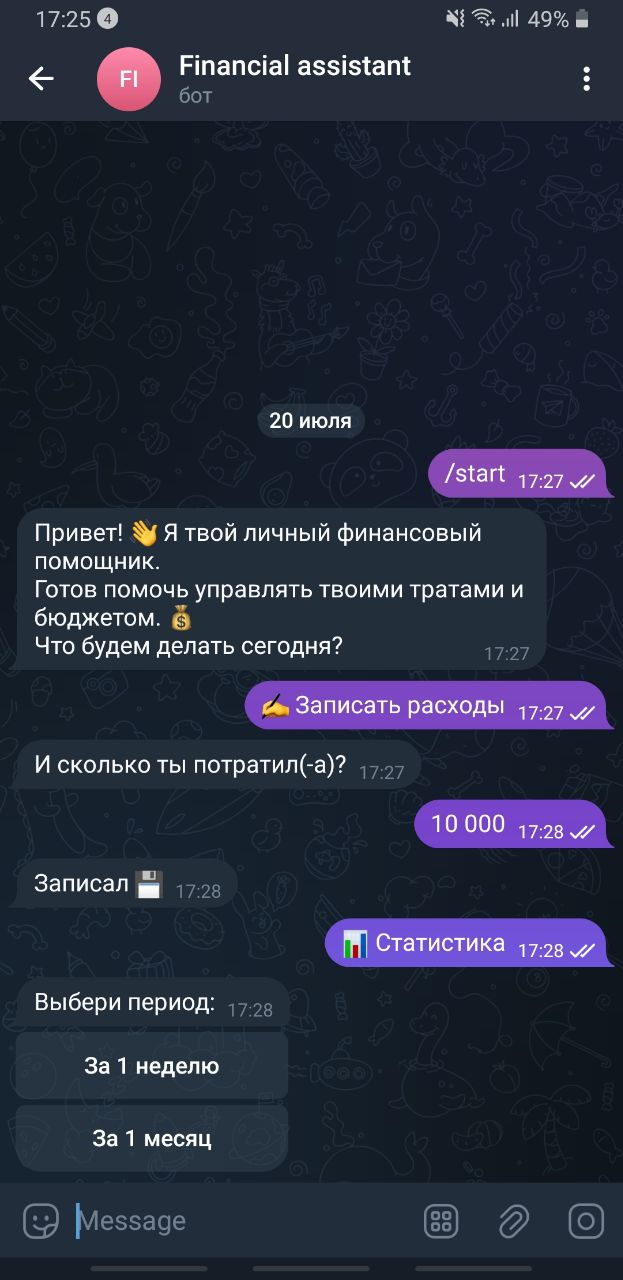 17:25 4 49%
FI
Financial assistant
бот
20 июля
/start 17:27
Привет! 👋 Я твой личный финансовый
помощник.
Готов помочь управлять твоими тратами и
бюджетом. 💰
Что будем делать сегодня? 17:27
✍️ Записать расходы 17:27
И сколько ты потратил(-а)? 17:27
10 000 17:28
Записал 💾 17:28
📊 Статистика 17:28
Выбери период: 17:28
За 1 неделю
За 1 месяц
Message